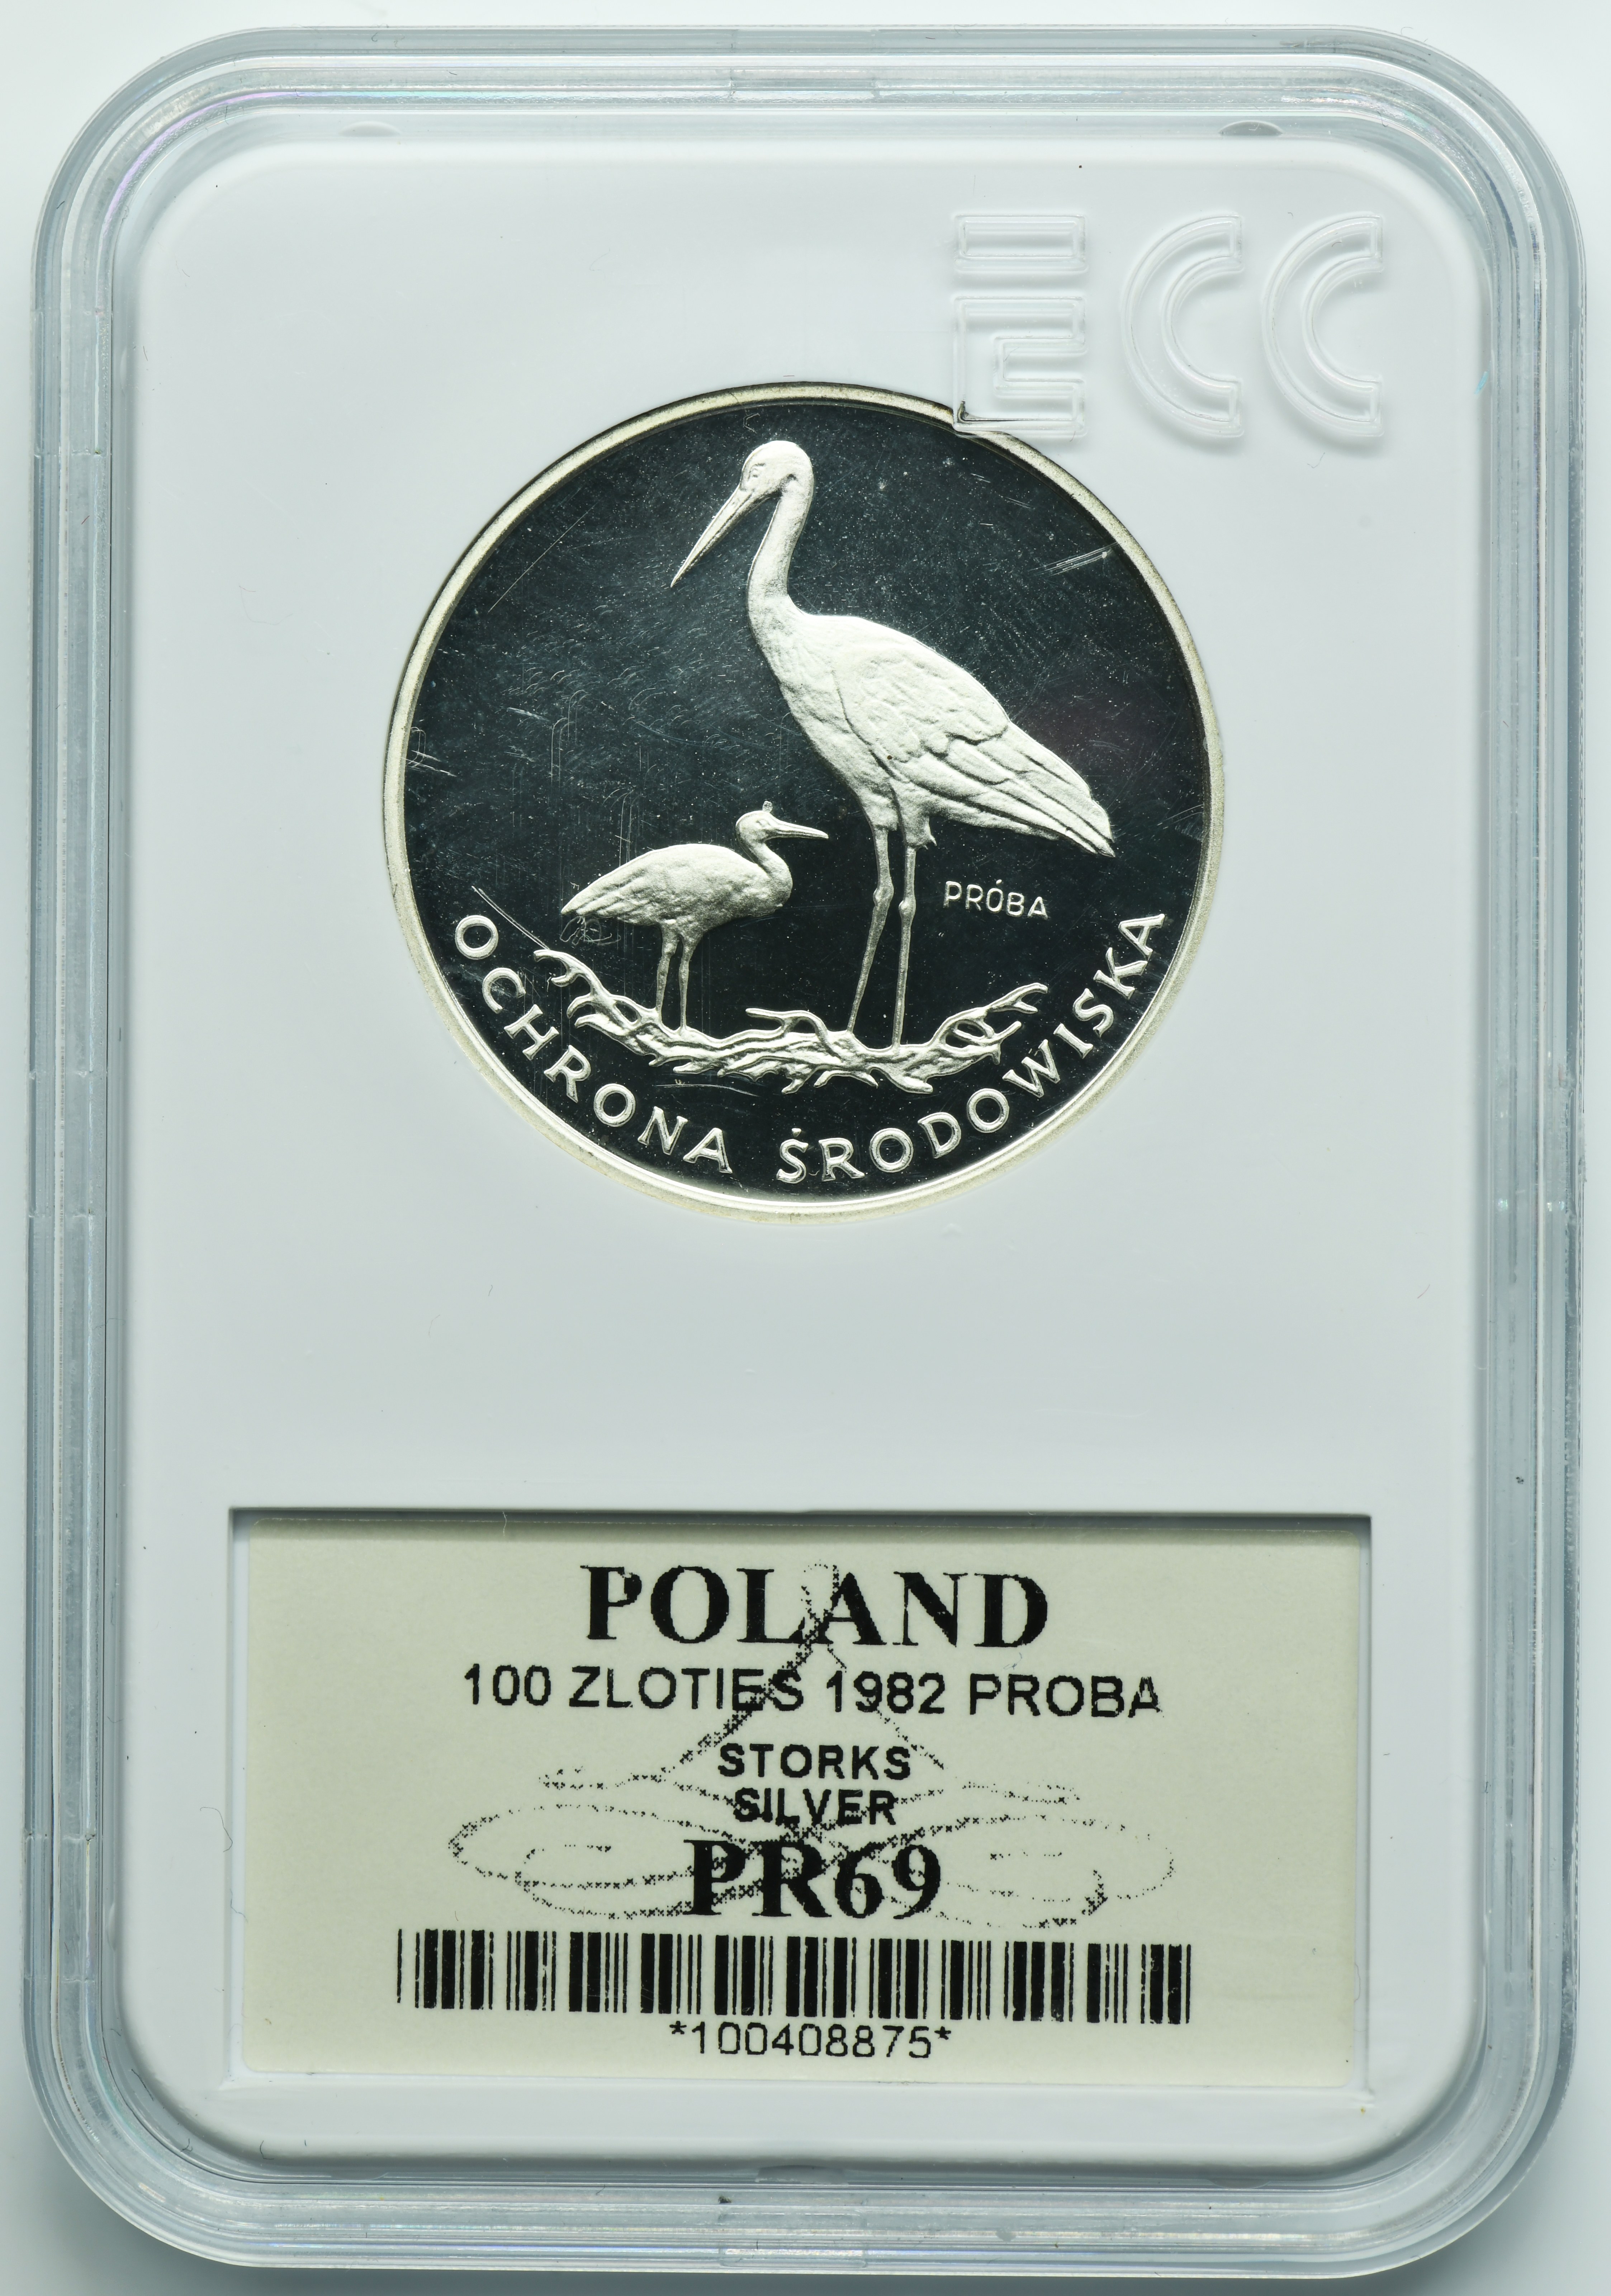 ECC
PRÓBA
OCHRONA ŚRODOWISKA
POLAND
100 ZLOTIES 1982 PROBA
STORKS
SILVER
PR69
*100408875*